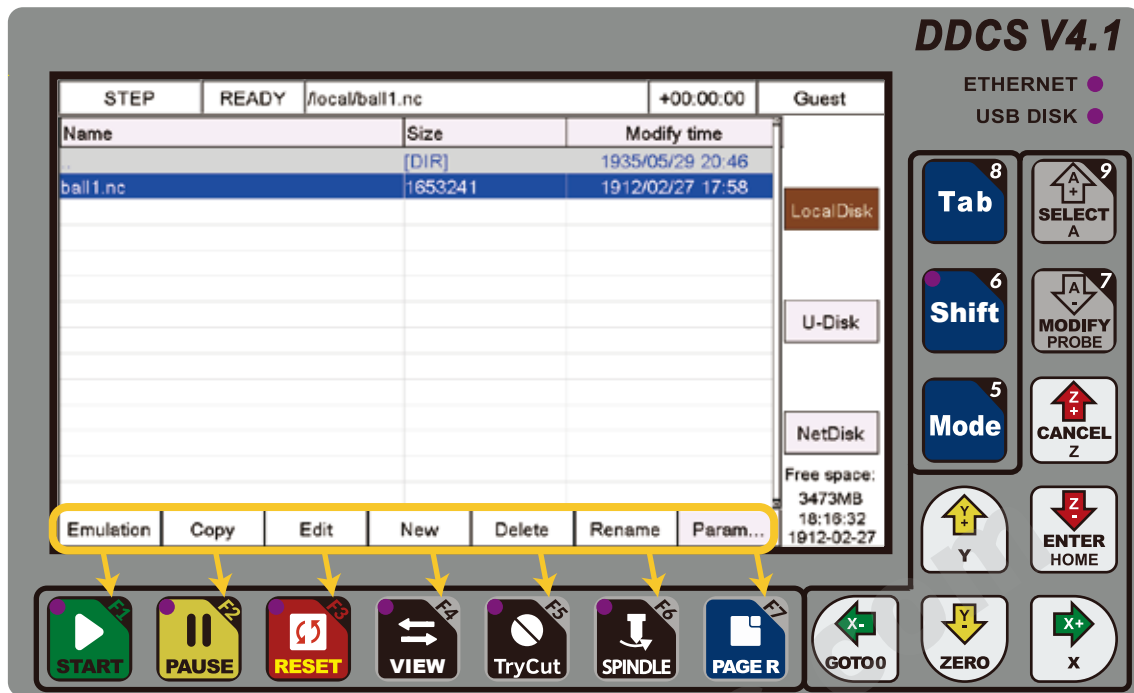 DDCS V4.1
ETHERNET
USB DISK
STEP READY /local/ball1.nc +00:00:00 Guest
Name Size Modify time
.. [DIR] 1935/05/29 20:46
ball1.nc 1653241 1912/02/27 17:58
LocalDisk
U-Disk
NetDisk
Free space:
3473MB
18:16:32
1912-02-27
Emulation Copy Edit New Delete Rename Param...
8
Tab
9
A
+
SELECT
A
6
Shift
7
A
-
MODIFY
PROBE
5
Mode
Z
+
CANCEL
Z
Y
+
Y
Z
-
ENTER
HOME
F1
START
F2
PAUSE
F3
RESET
F4
VIEW
F5
TryCut
F6
SPINDLE
F7
PAGE R
X-
GOTO0
Y
-
ZERO
X+
X